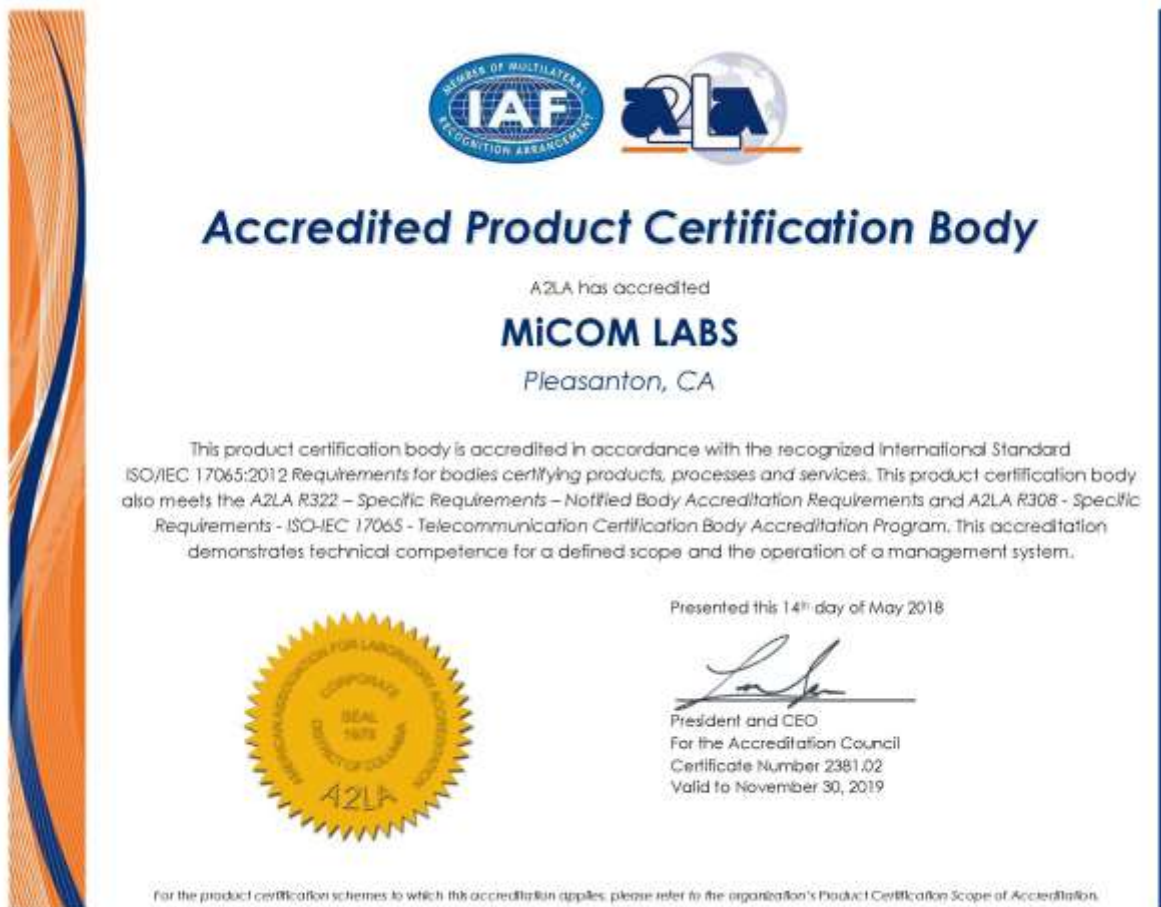 MEMBER OF MULTILATERAL
IAF
RECOGNITION ARRANGEMENT
a2La
Accredited Product Certification Body
A2LA has accredited
MiCOM LABS
Pleasanton, CA
This product certification body is accredited in accordance with the recognized International Standard
ISO/IEC 17065:2012 Requirements for bodies certifying products, processes and services. This product certification body
also meets the A2LA R322 – Specific Requirements – Notified Body Accreditation Requirements and A2LA R308 - Specific
Requirements - ISO-IEC 17065 - Telecommunication Certification Body Accreditation Program. This accreditation
demonstrates technical competence for a defined scope and the operation of a management system.
Presented this 14th day of May 2018
AMERICAN ASSOCIATION FOR LABORATORY ACCREDITATION
CORPORATE
SEAL
1978
DISTRICT OF COLUMBIA
A2LA
President and CEO
For the Accreditation Council
Certificate Number 2381.02
Valid to November 30, 2019
For the product certification schemes to which this accreditation applies, please refer to the organization's Product Certification Scope of Accreditation.